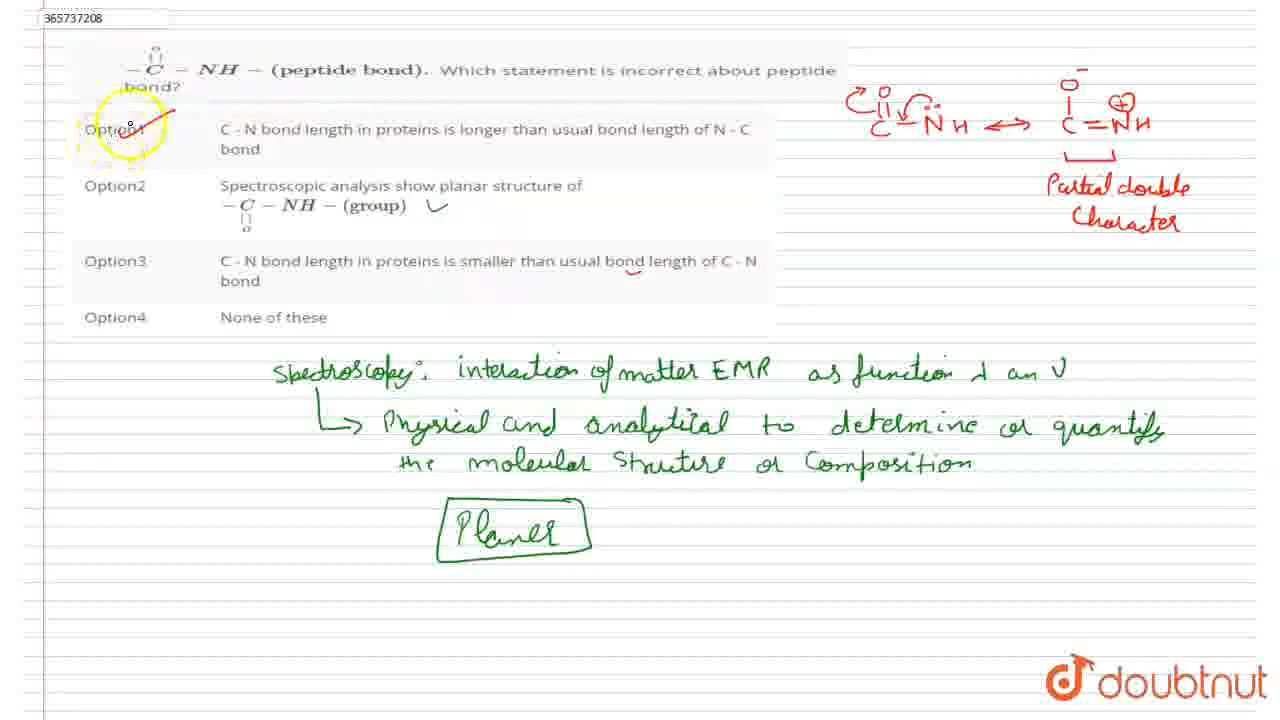 365737208
O
||
-C - NH - (peptide bond). Which statement is incorrect about peptide
bond?
Option1
C - N bond length in proteins is longer than usual bond length of N - C
bond
Option2
Spectroscopic analysis show planar structure of
-C - NH - (group)
||
O
Option3
C - N bond length in proteins is smaller than usual bond length of C - N
bond
Option4
None of these
O
||
C - N̈ H ↔
O⁻
|
C = N⁺ H
Partial double
Character
Spectroscopy: interaction of matter EMR as function λ an ν
→ Physical and analytical to determine or quantify
the molecular Structure or Composition
Planer
doubtnut